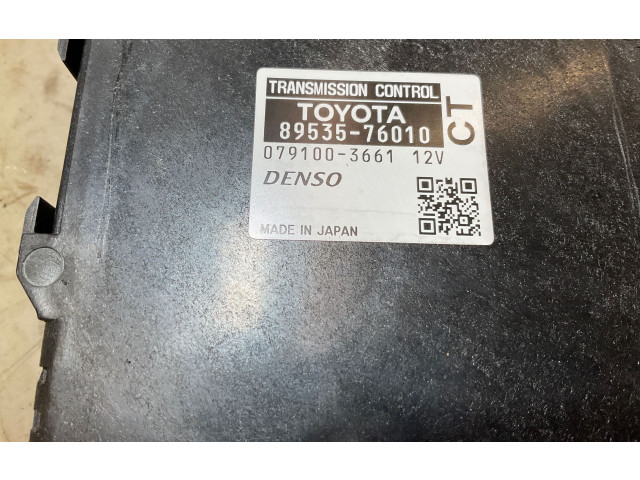 TRANSMISSION CONTROL
TOYOTA
89535-76010
CT
079100-3661 12V
DENSO
MADE IN JAPAN